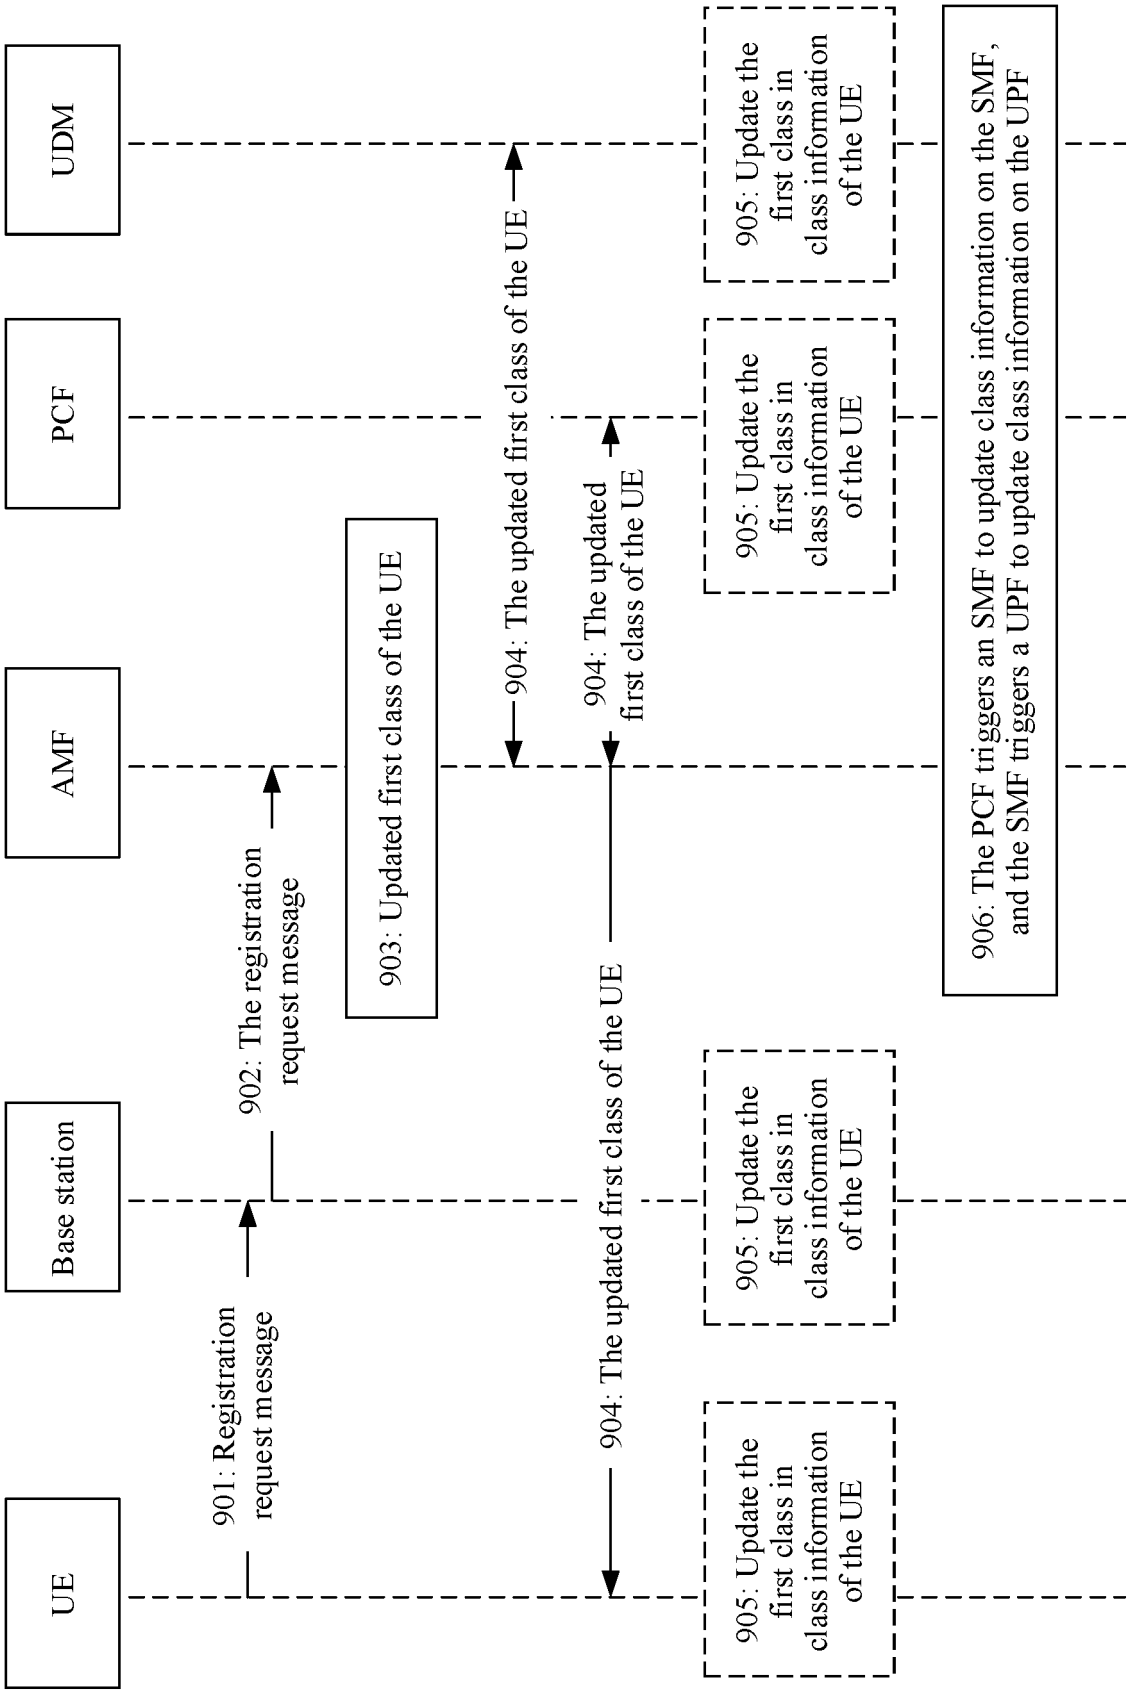 UE
Base station
AMF
PCF
UDM
901: Registration
request message
902: The registration
request message
903: Updated first class of the UE
904: The updated first class of the UE
904: The updated
first class of the UE
904: The updated first class of the UE
905: Update the
first class in
class information
of the UE
905: Update the
first class in
class information
of the UE
905: Update the
first class in
class information
of the UE
905: Update the
first class in
class information
of the UE
906: The PCF triggers an SMF to update class information on the SMF,
and the SMF triggers a UPF to update class information on the UPF